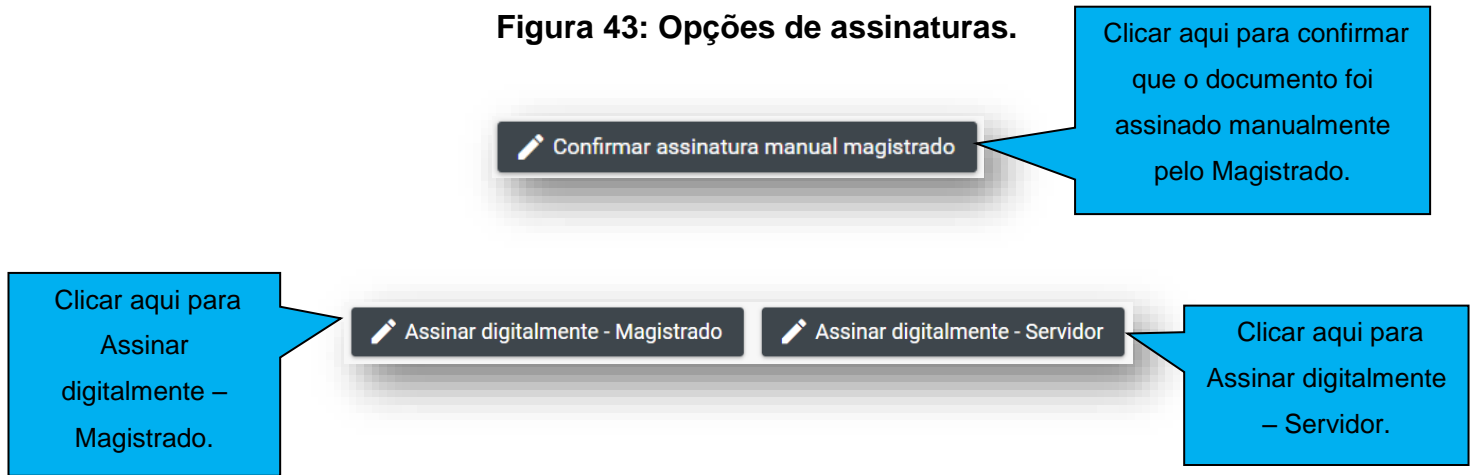 Figura 43: Opções de assinaturas.
Clicar aqui para confirmar
que o documento foi
assinado manualmente
pelo Magistrado.
Confirmar assinatura manual magistrado
Clicar aqui para
Assinar
digitalmente –
Magistrado.
Assinar digitalmente - Magistrado
Assinar digitalmente - Servidor
Clicar aqui para
Assinar digitalmente
– Servidor.